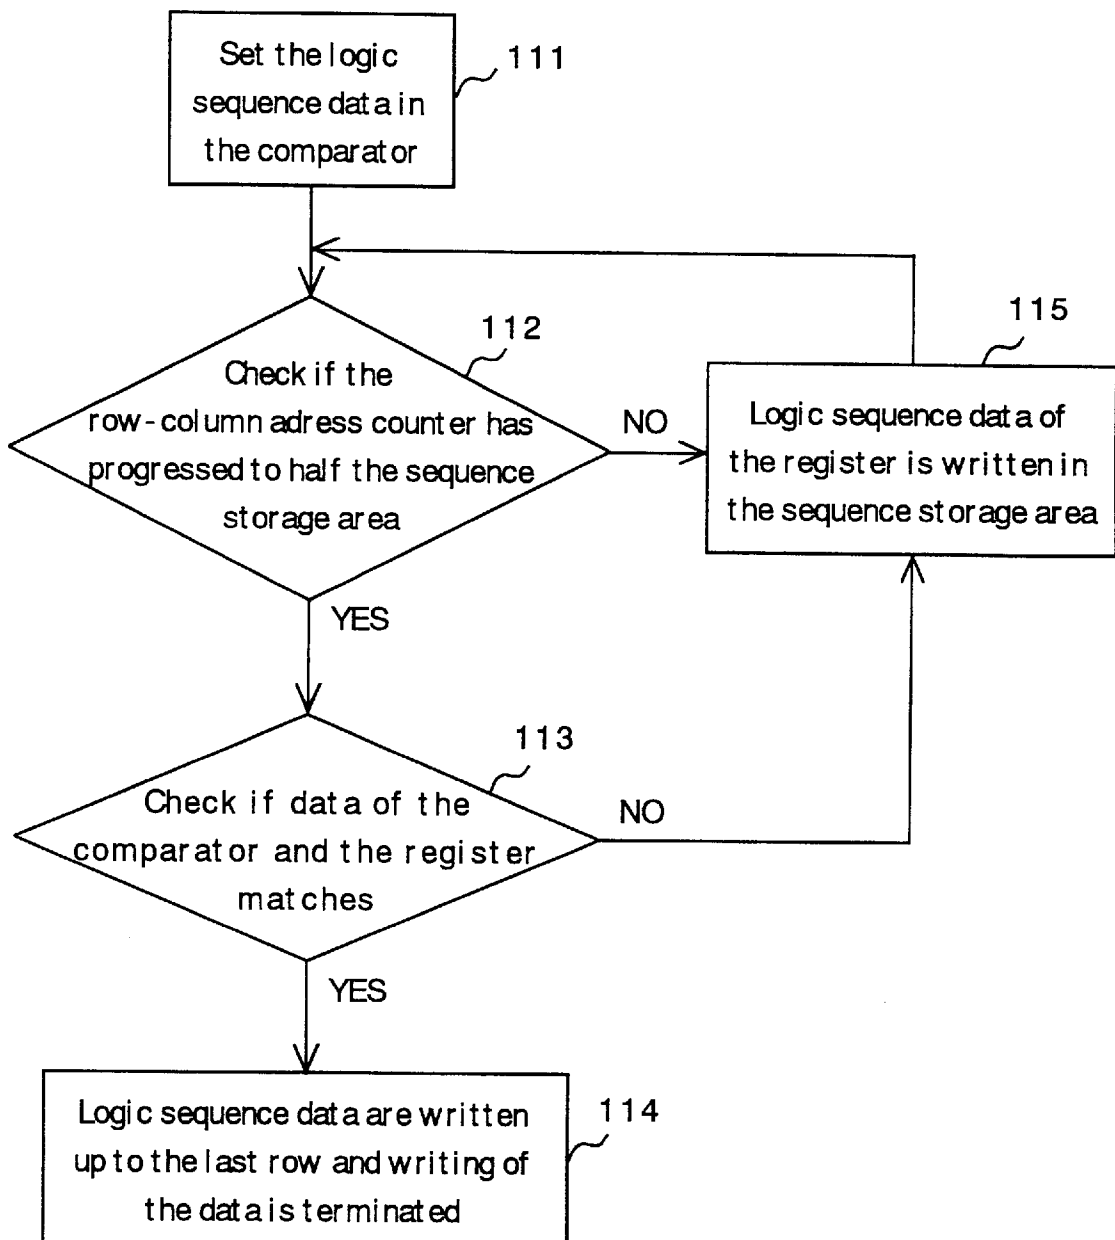 Set the logic
sequence data in
the comparator
111
112
Check if the
row-column adress counter has
progressed to half the sequence
storage area
NO
115
Logic sequence data of
the register is written in
the sequence storage area
YES
113
Check if data of the
comparator and the register
matches
NO
YES
Logic sequence data are written
up to the last row and writing of
the data is terminated
114